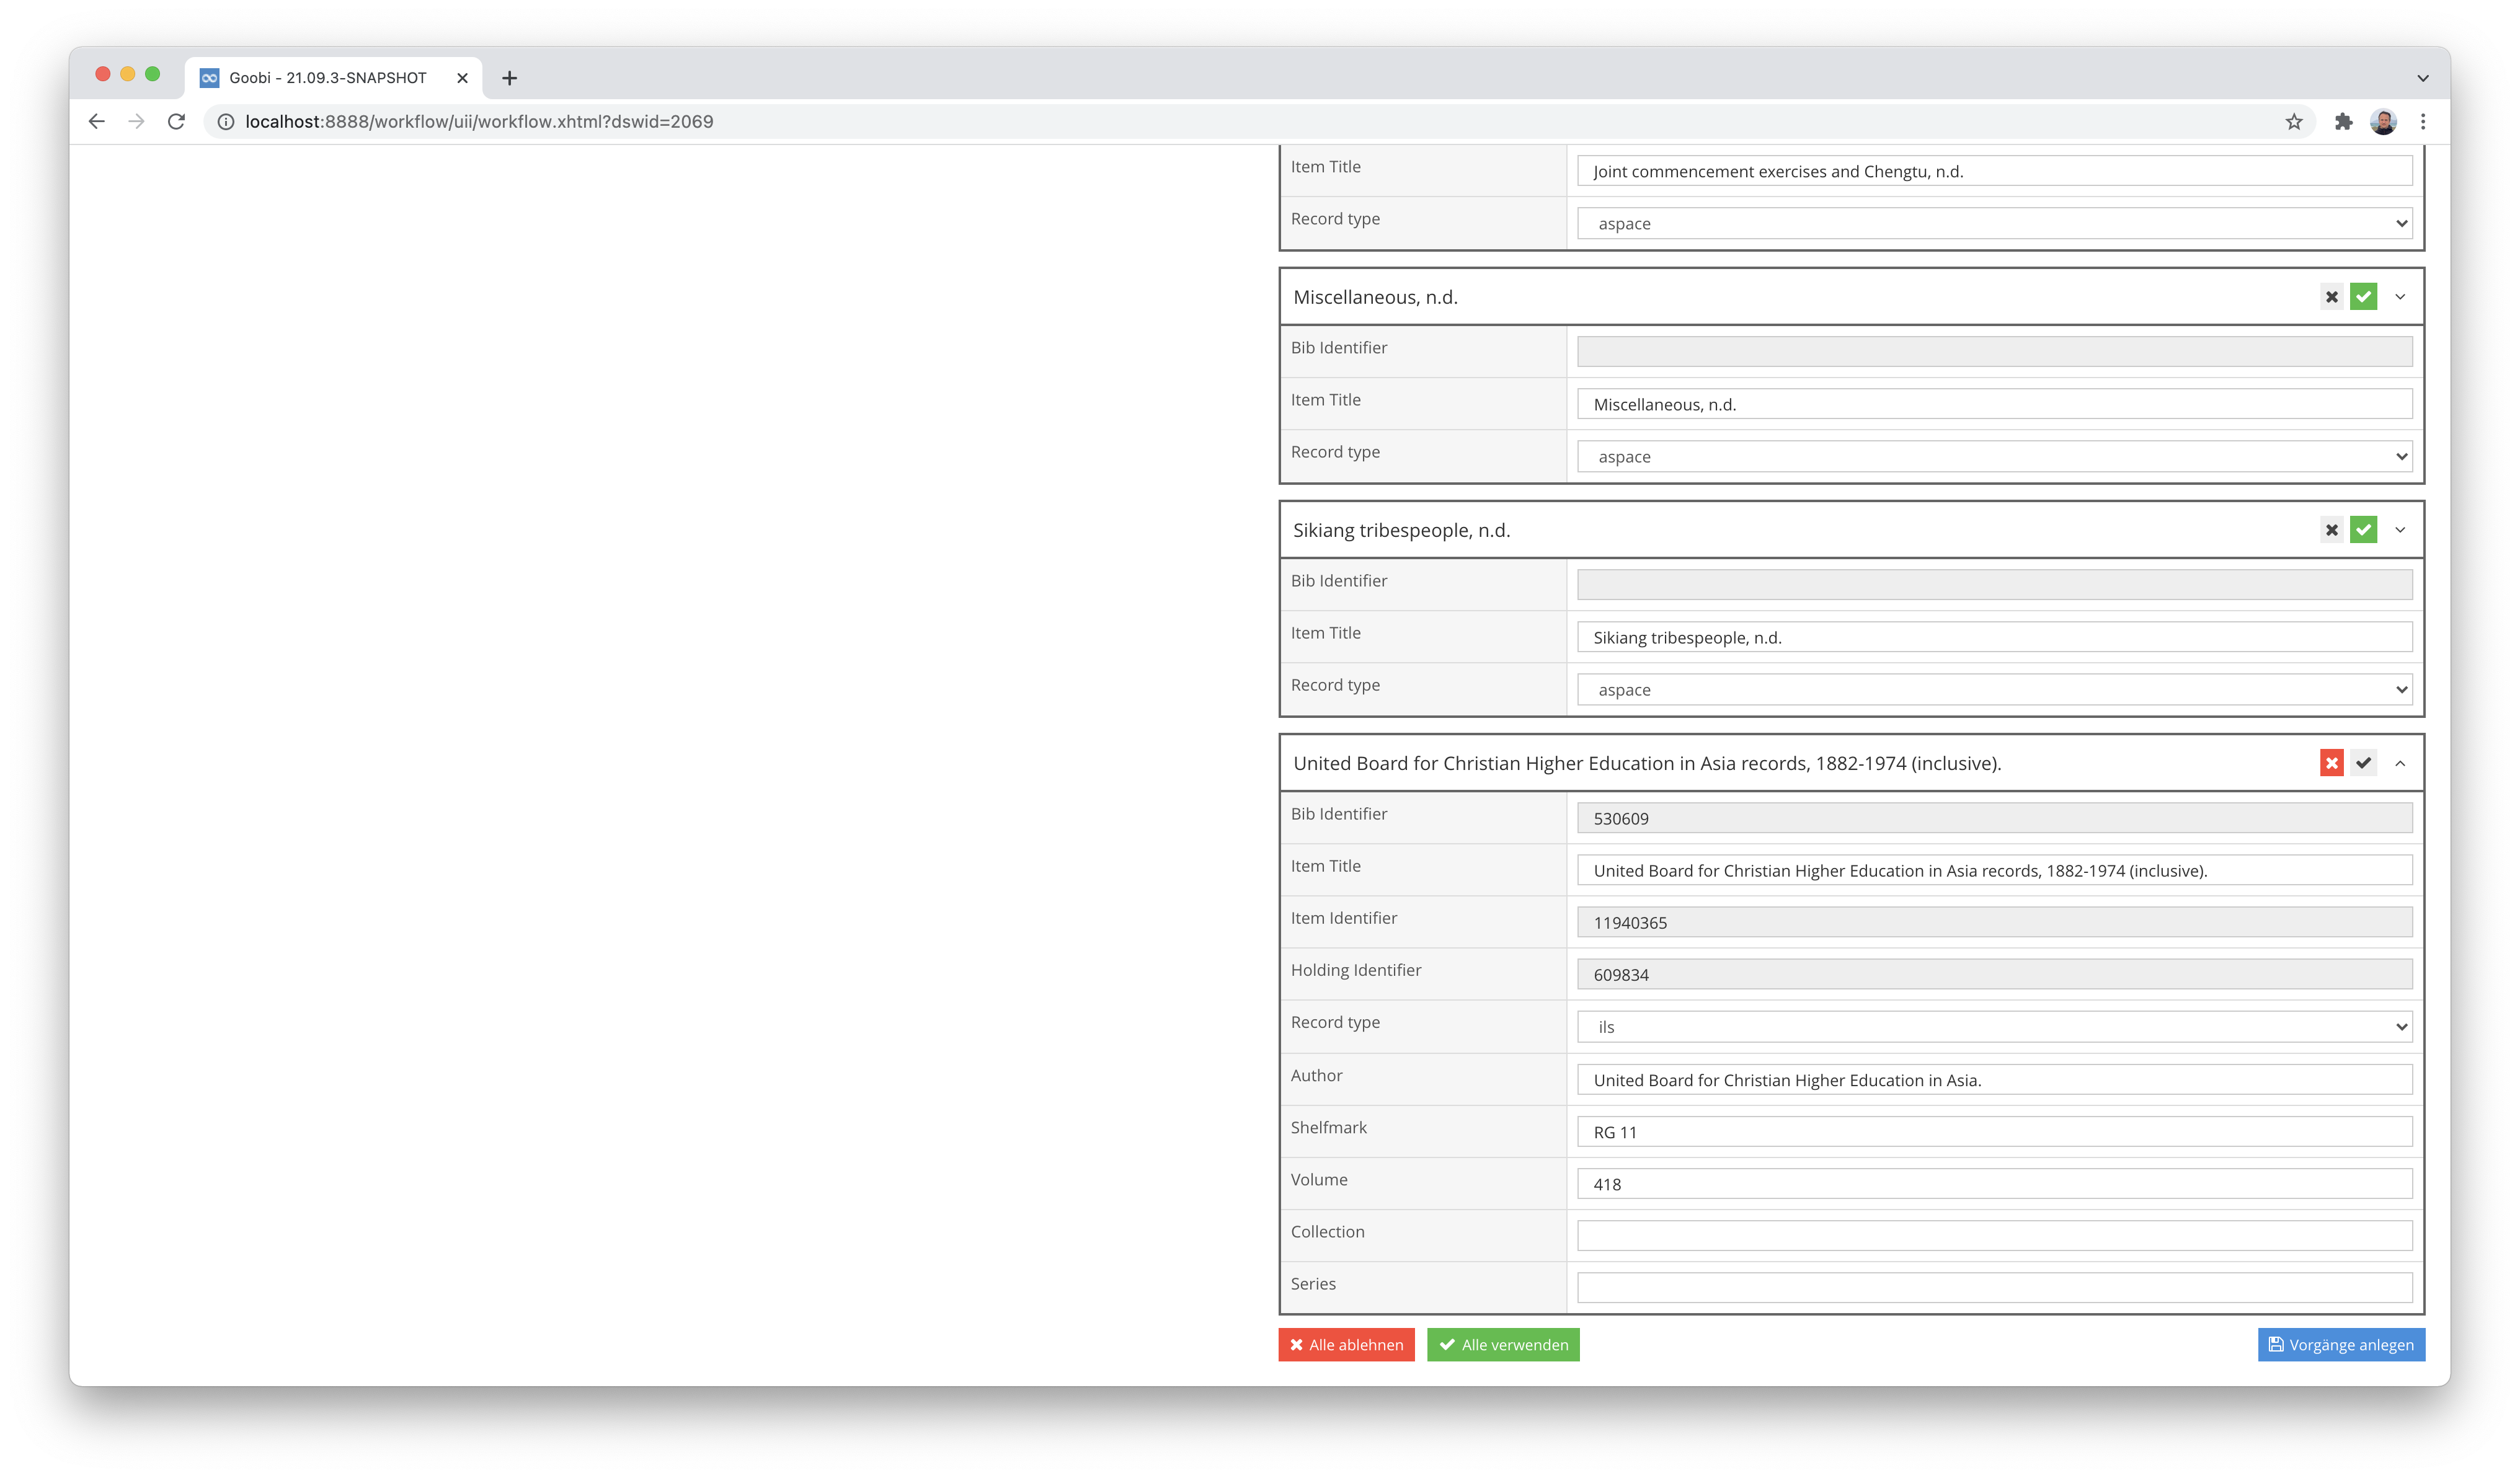 Goobi - 21.09.3-SNAPSHOT
localhost:8888/workflow/uii/workflow.xhtml?dswid=2069
Item Title Joint commencement exercises and Chengtu, n.d.
Record type aspace
Miscellaneous, n.d.
Bib Identifier
Item Title Miscellaneous, n.d.
Record type aspace
Sikiang tribespeople, n.d.
Bib Identifier
Item Title Sikiang tribespeople, n.d.
Record type aspace
United Board for Christian Higher Education in Asia records, 1882-1974 (inclusive).
Bib Identifier 530609
Item Title United Board for Christian Higher Education in Asia records, 1882-1974 (inclusive).
Item Identifier 11940365
Holding Identifier 609834
Record type ils
Author United Board for Christian Higher Education in Asia.
Shelfmark RG 11
Volume 418
Collection
Series
Alle ablehnen Alle verwenden Vorgänge anlegen